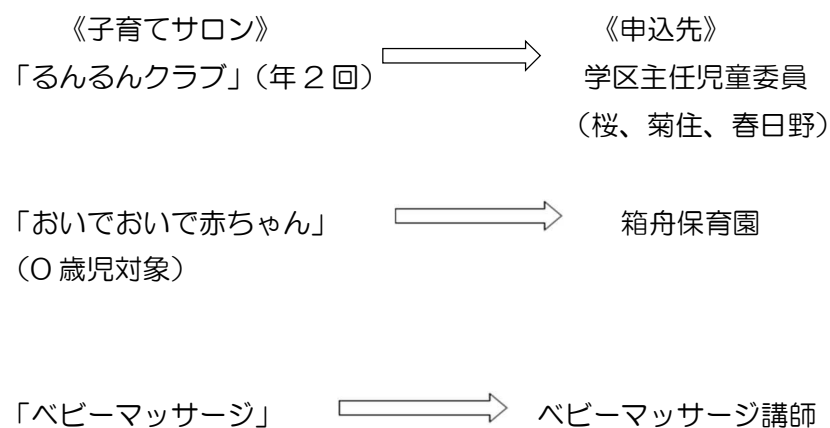 《子育てサロン》 《申込先》
「るんるんクラブ」（年２回） 学区主任児童委員
（桜、菊住、春日野）
「おいでおいで赤ちゃん」 箱舟保育園
（０歳児対象）
「ベビーマッサージ」 ベビーマッサージ講師